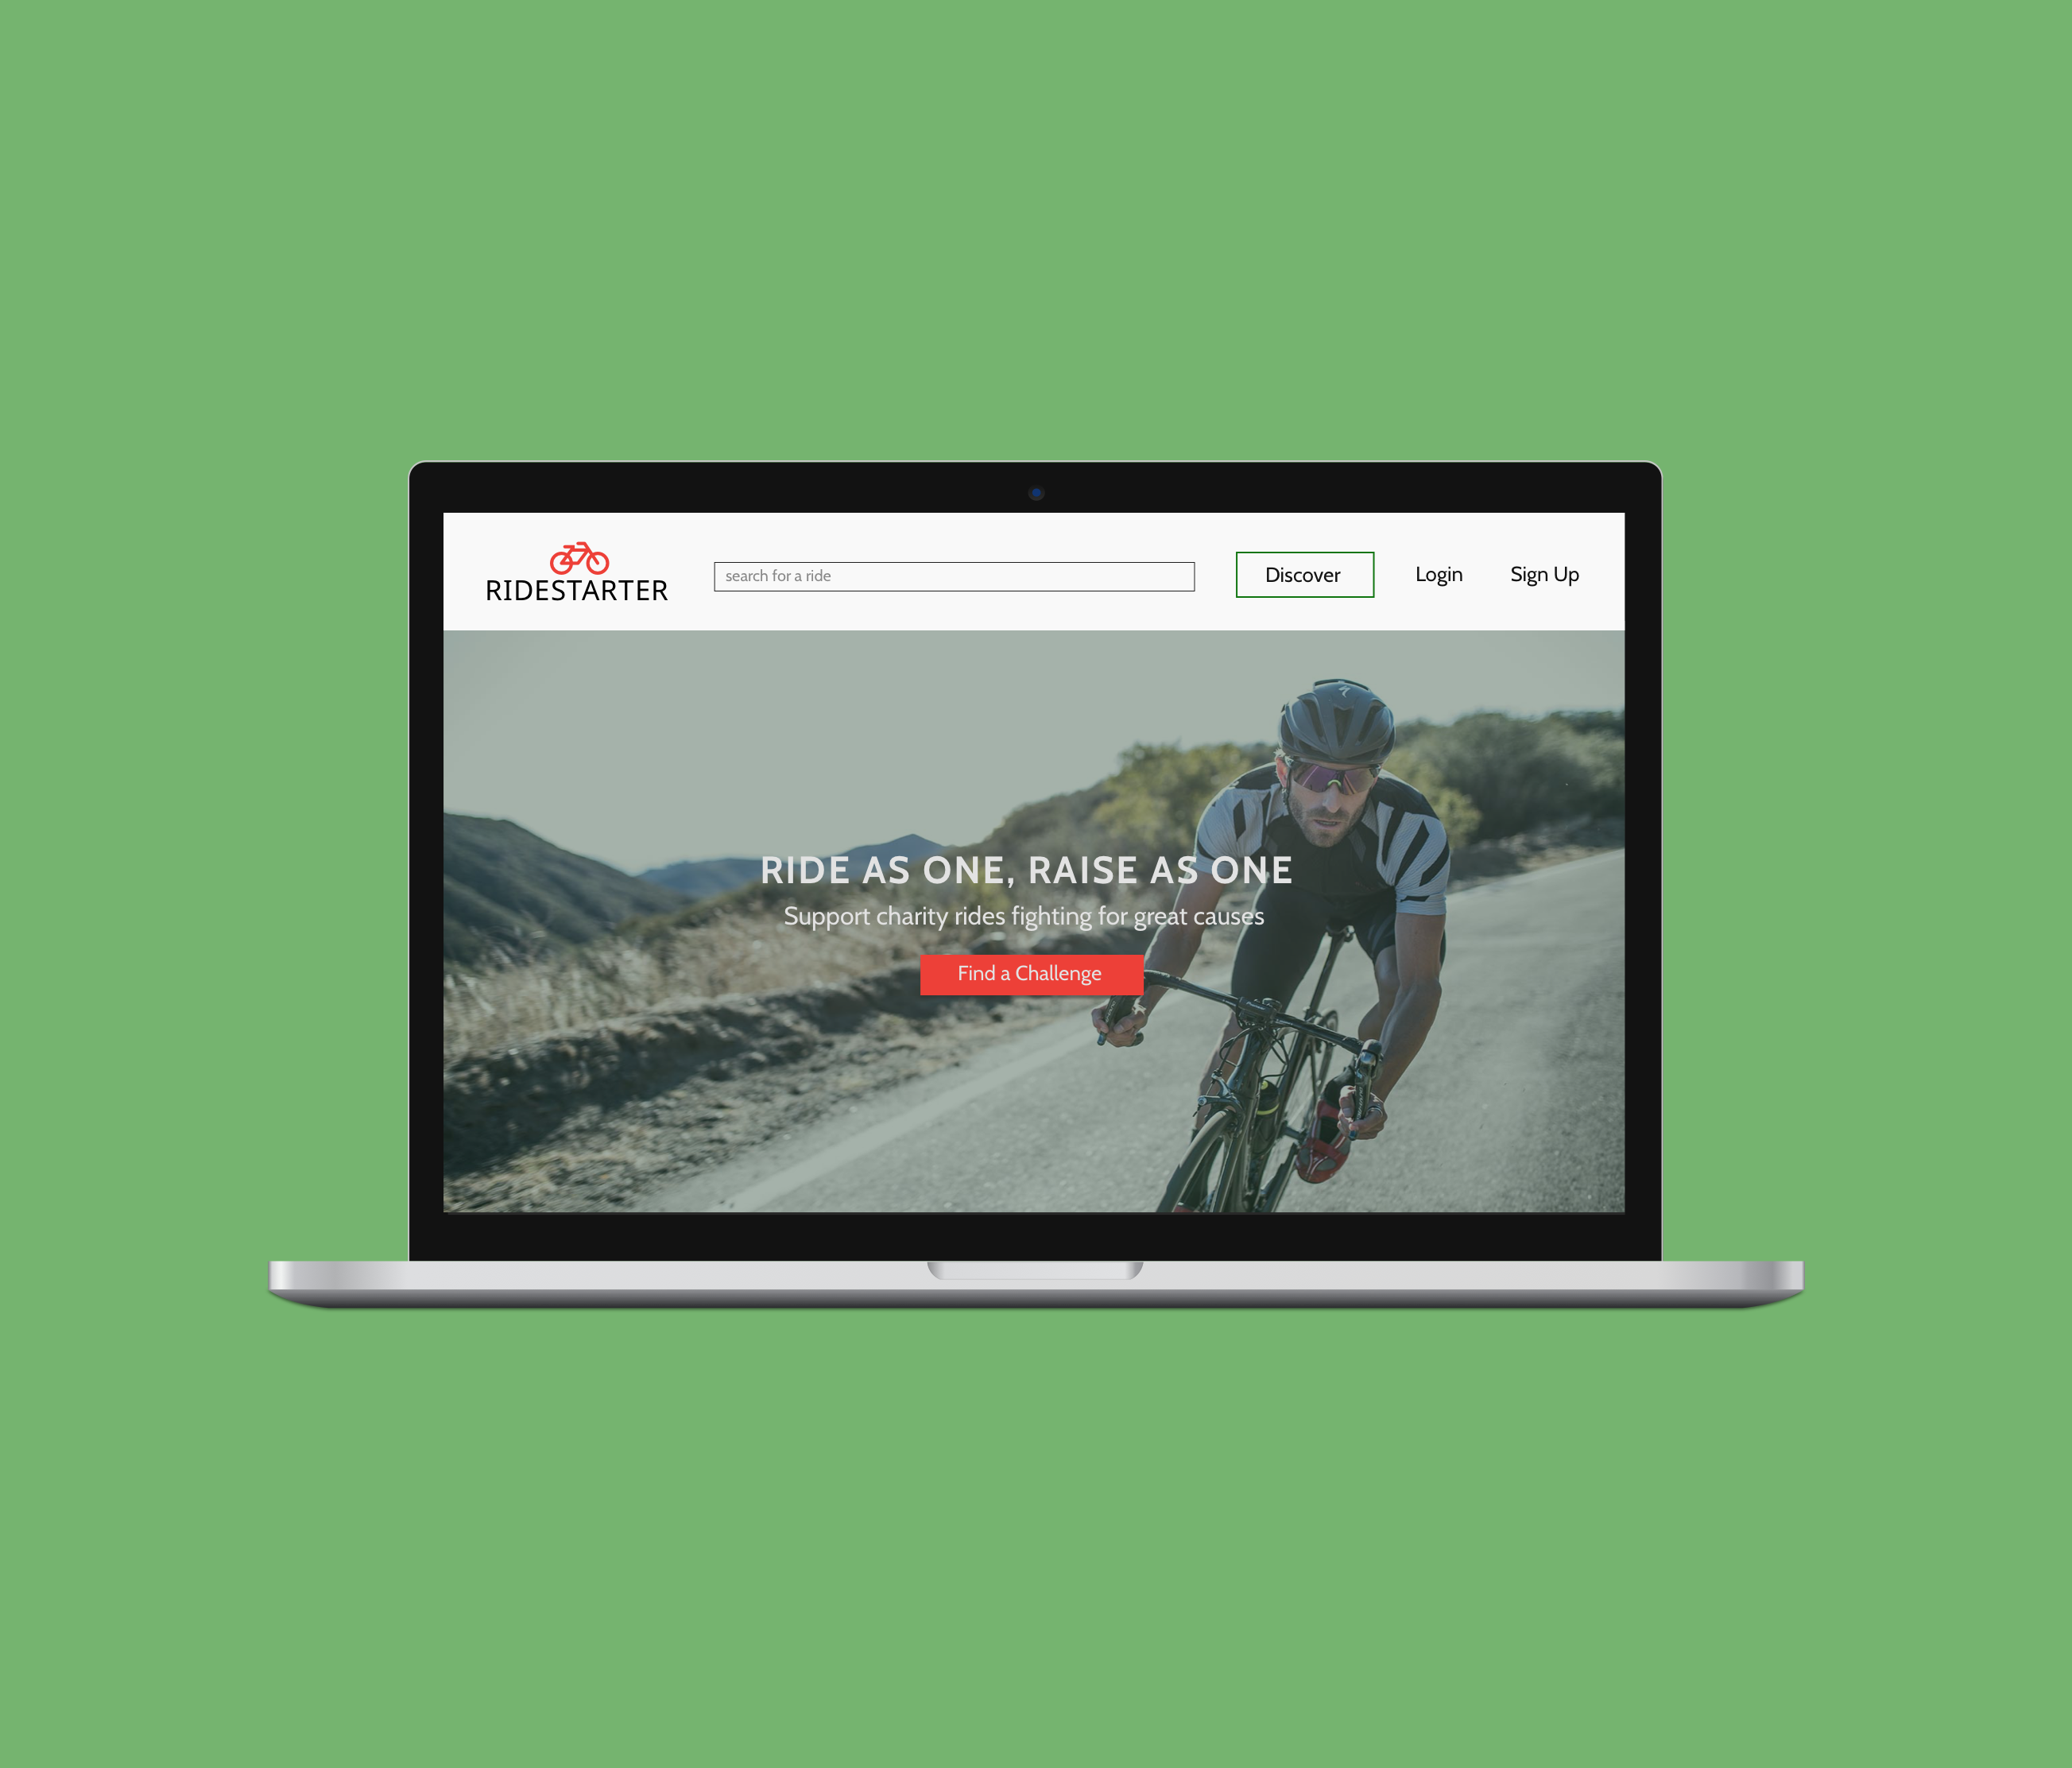 RIDESTARTER
search for a ride
Discover
Login
Sign Up
RIDE AS ONE, RAISE AS ONE
Support charity rides fighting for great causes
Find a Challenge